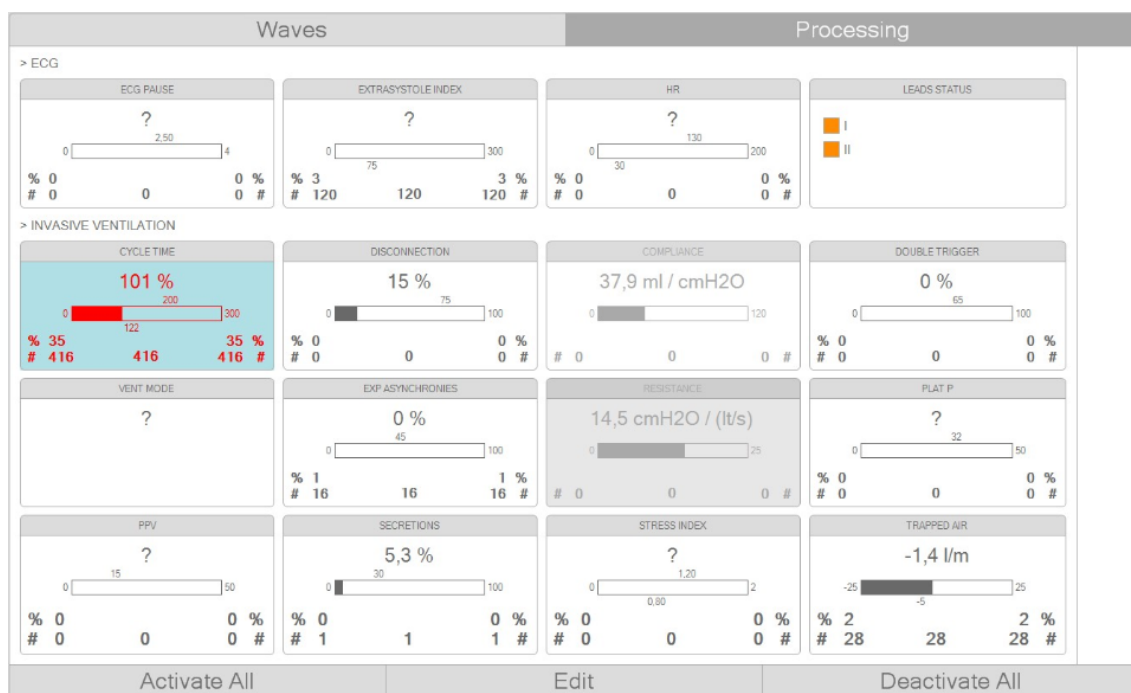 Waves Processing
> ECG
ECG PAUSE EXTRASYSTOLE INDEX HR LEADS STATUS
? ? ? I
2,50 130 II
0 4 0 300 0 200
75 30
% 0 0 % % 3 3 % % 0 0 %
# 0 0 0 # # 120 120 120 # # 0 0 0 #
> INVASIVE VENTILATION
CYCLE TIME DISCONNECTION COMPLIANCE DOUBLE TRIGGER
101 % 15 % 37,9 ml / cmH2O 0 %
200 75 65
0 300 0 100 0 120 0 100
122
% 35 35 % % 0 0 % % 0 0 %
# 416 416 416 # # 0 0 0 # # 0 0 0 # # 0 0 0 #
VENT MODE EXP ASYNCHRONIES RESISTANCE PLAT P
? 0 % 14,5 cmH2O / (lt/s) ?
45 32
0 100 0 25 0 50
% 1 1 % % 0 0 %
# 16 16 16 # # 0 0 0 # # 0 0 0 #
PPV SECRETIONS STRESS INDEX TRAPPED AIR
? 5,3 % ? -1,4 l/m
15 30 1,20
0 50 0 100 0 2 -25 25
0,80 -5
% 0 0 % % 0 0 % % 0 0 % % 2 2 %
# 0 0 0 # # 1 1 1 # # 0 0 0 # # 28 28 28 #
Activate All Edit Deactivate All